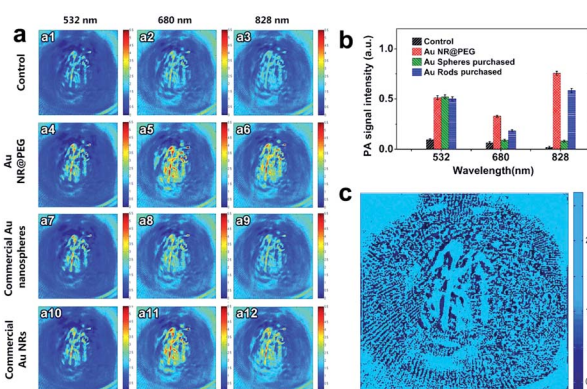 a
532 nm
680 nm
828 nm
Control
a1
a2
a3
Au
NR@PEG
a4
a5
a6
Commercial Au
nanospheres
a7
a8
a9
Commercial
Au NRs
a10
a11
a12
b
PA signal intensity (a.u.)
1.0
0.5
0.0
Control
Au NR@PEG
Au Spheres purchased
Au Rods purchased
532
680
828
Wavelength(nm)
c